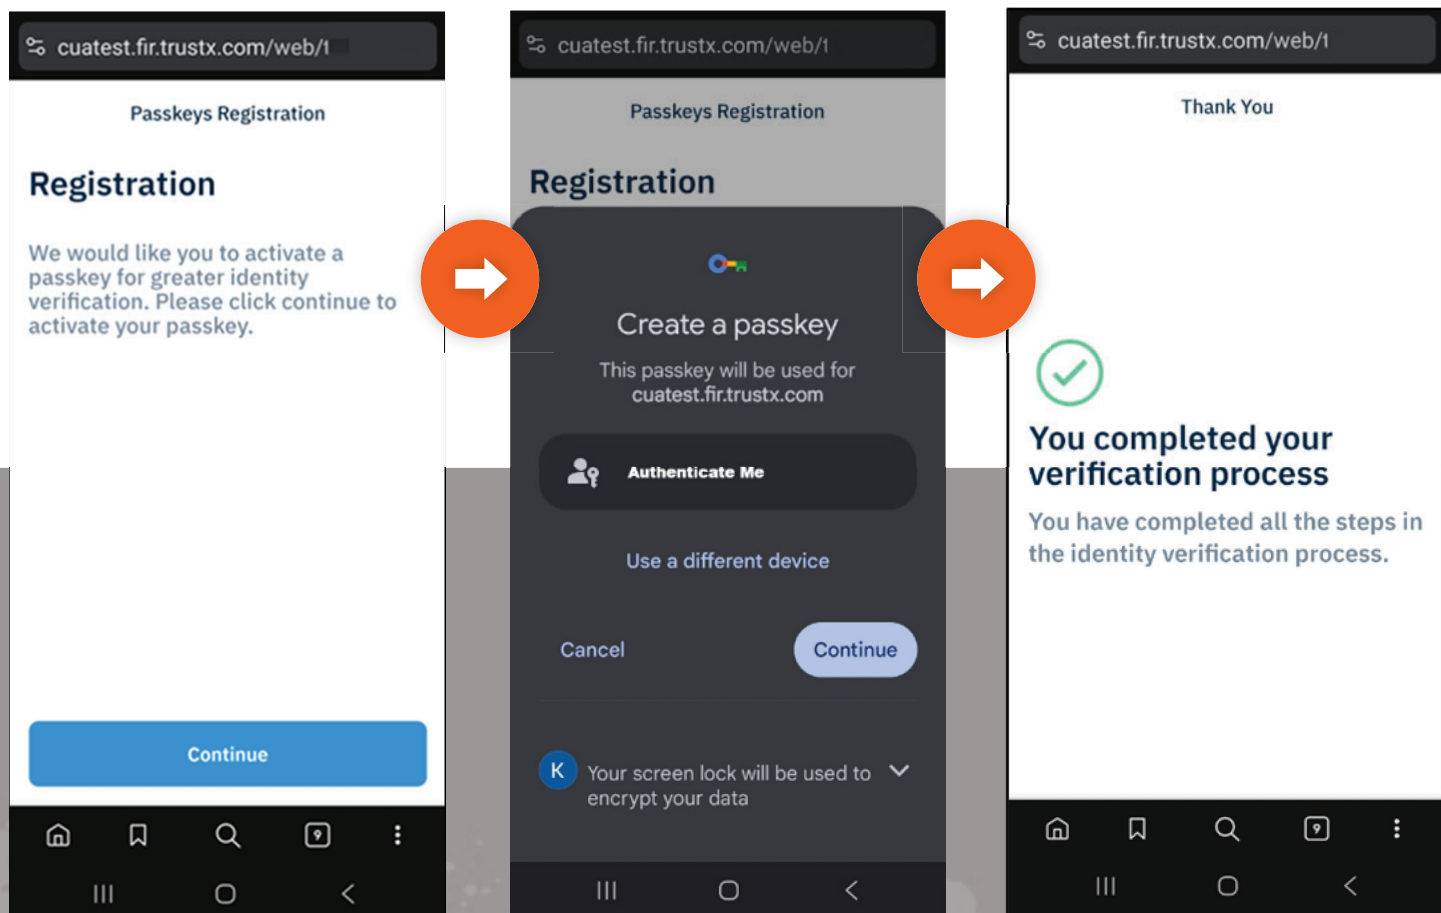 cuatest.fir.trustx.com/web/1
Passkeys Registration
Registration
We would like you to activate a
passkey for greater identity
verification. Please click continue to
activate your passkey.
Continue
9
cuatest.fir.trustx.com/web/1
Passkeys Registration
Registration
Create a passkey
This passkey will be used for
cuatest.fir.trustx.com
Authenticate Me
Use a different device
Cancel
Continue
K
Your screen lock will be used to
encrypt your data
cuatest.fir.trustx.com/web/1
Thank You
You completed your
verification process
You have completed all the steps in
the identity verification process.
9